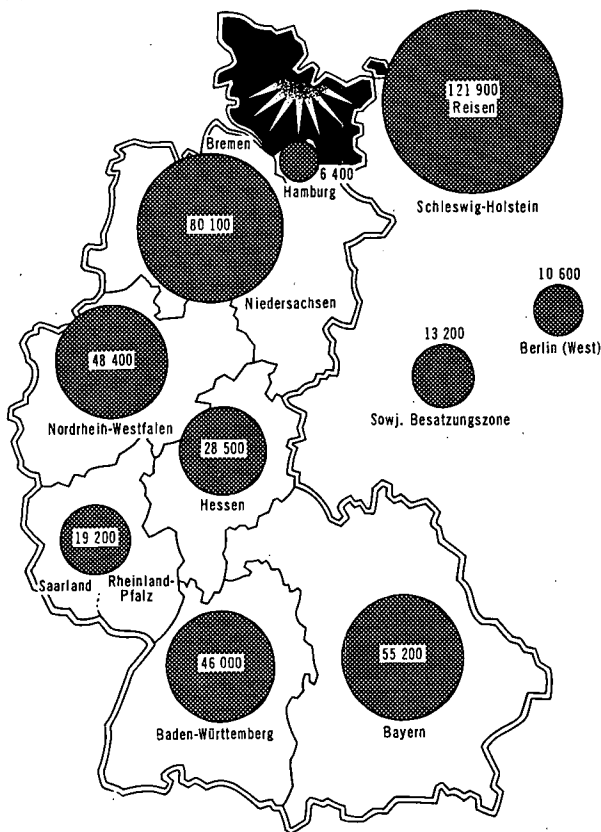 121 900
Reisen
Schleswig-Holstein
Bremen
6 400
Hamburg
80 100
Niedersachsen
10 600
Berlin (West)
13 200
Sowj. Besatzungszone
48 400
Nordrhein-Westfalen
28 500
Hessen
19 200
Saarland
Rheinland-
Pfalz
46 000
Baden-Württemberg
55 200
Bayern